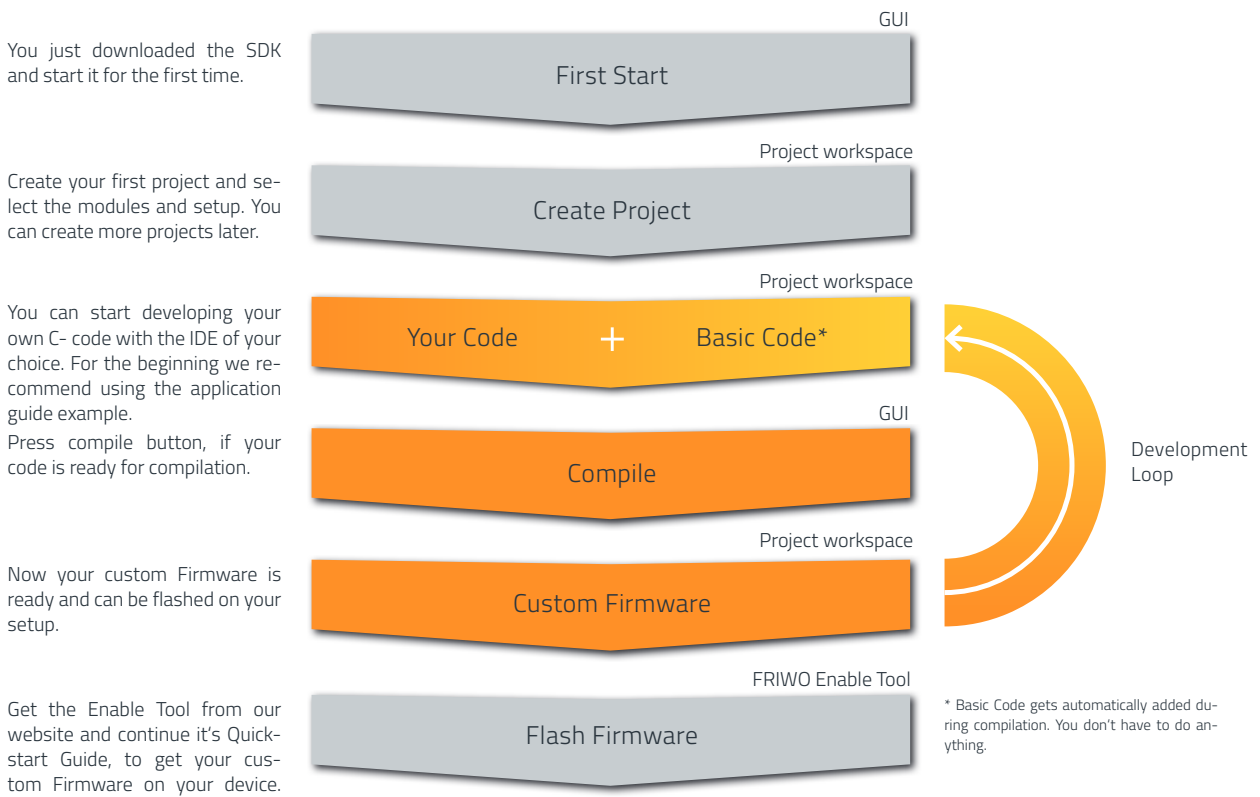 GUI
You just downloaded the SDK
and start it for the first time.
First Start
Project workspace
Create your first project and se-
lect the modules and setup. You
can create more projects later.
Create Project
Project workspace
You can start developing your
own C- code with the IDE of your
choice. For the beginning we re-
commend using the application
guide example.
Your Code + Basic Code*
GUI
Press compile button, if your
code is ready for compilation.
Compile
Development
Loop
Project workspace
Now your custom Firmware is
ready and can be flashed on your
setup.
Custom Firmware
FRIWO Enable Tool
Get the Enable Tool from our
website and continue it's Quick-
start Guide, to get your cus-
tom Firmware on your device.
Flash Firmware
* Basic Code gets automatically added du-
ring compilation. You don't have to do an-
ything.